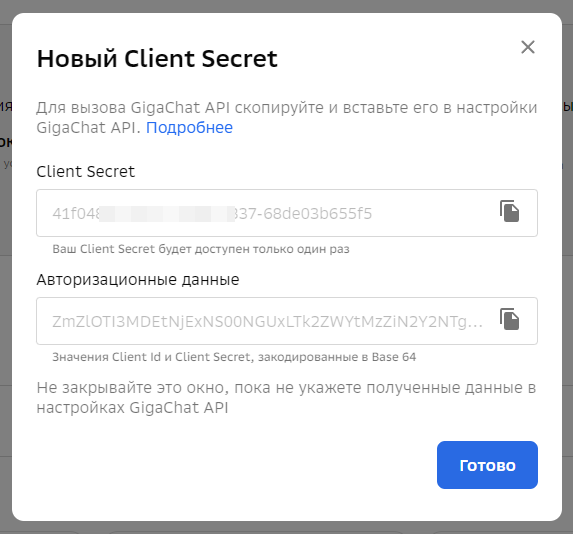 Новый Client Secret
Для вызова GigaChat API скопируйте и вставьте его в настройки
GigaChat API. Подробнее
Client Secret
41f048 837-68de03b655f5
Ваш Client Secret будет доступен только один раз
Авторизационные данные
ZmZlOTI3MDEtNjExNS00NGUxLTk2ZWYtMzZiN2Y2NTg...
Значения Client Id и Client Secret, закодированные в Base 64
Не закрывайте это окно, пока не укажете полученные данные в
настройках GigaChat API
Готово